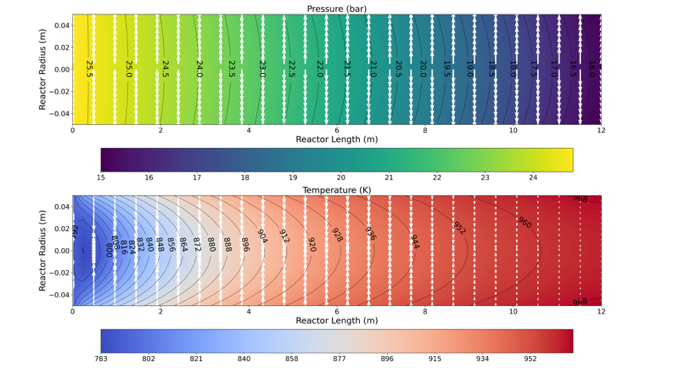 Pressure (bar)
0.04
0.02
0.00
−0.02
−0.04
Reactor Radius (m)
25.5 25.0 24.5 24.0 23.5 23.0 22.5 22.0 21.5 21.0 20.5 20.0 19.5 19.0 18.5 18.0 17.5 16.5 16.0
0 2 4 6 8 10 12
Reactor Length (m)
15 16 17 18 19 20 21 22 23 24
Temperature (K)
0.04
0.02
0.00
−0.02
−0.04
Reactor Radius (m)
800 808 816 824 832 840 848 856 864 872 880 888 896 904 912 920 928 936 944 952 960 968
968
0 2 4 6 8 10 12
Reactor Length (m)
783 802 821 840 858 877 896 915 934 952